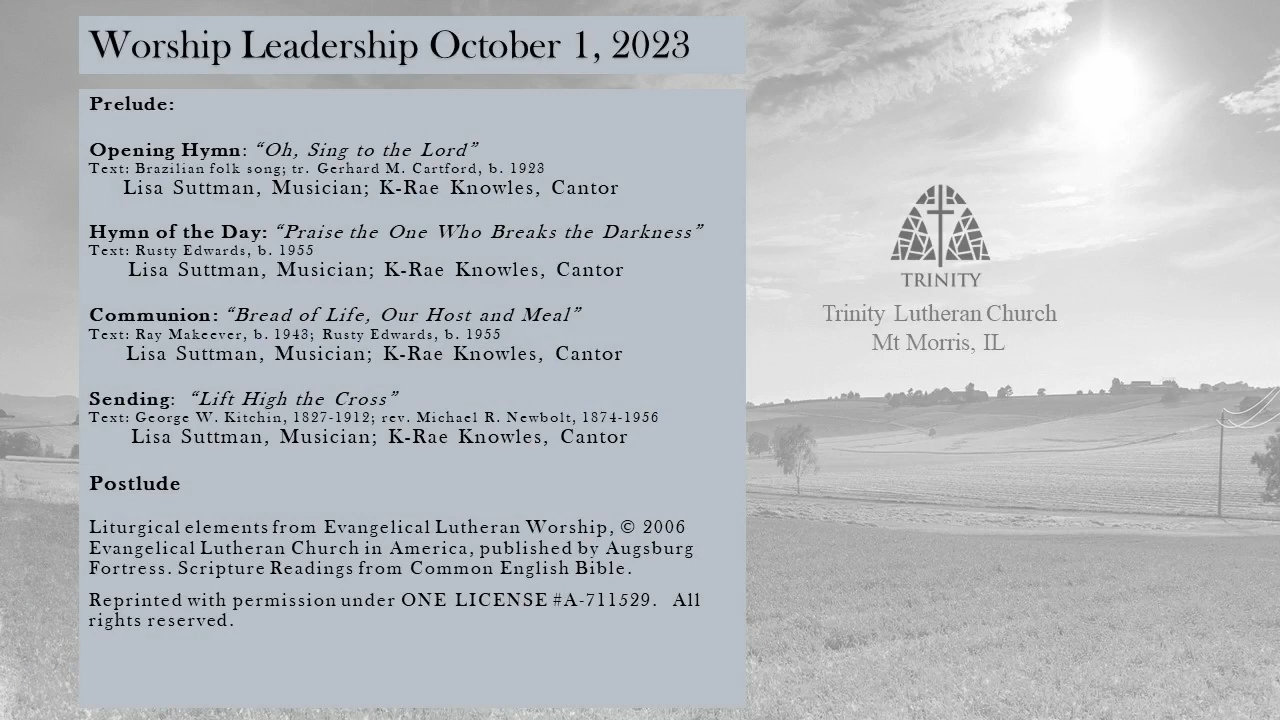 Worship Leadership October 1, 2023
Prelude:
Opening Hymn: “Oh, Sing to the Lord”
Text: Brazilian folk song; tr. Gerhard M. Cartford, b. 1923
Lisa Suttman, Musician; K-Rae Knowles, Cantor
Hymn of the Day: “Praise the One Who Breaks the Darkness”
Text: Rusty Edwards, b. 1955
Lisa Suttman, Musician; K-Rae Knowles, Cantor
Communion: “Bread of Life, Our Host and Meal”
Text: Ray Makeever, b. 1943; Rusty Edwards, b. 1955
Lisa Suttman, Musician; K-Rae Knowles, Cantor
Sending: “Lift High the Cross”
Text: George W. Kitchin, 1827-1912; rev. Michael R. Newbolt, 1874-1956
Lisa Suttman, Musician; K-Rae Knowles, Cantor
Postlude
Liturgical elements from Evangelical Lutheran Worship, © 2006
Evangelical Lutheran Church in America, published by Augsburg
Fortress. Scripture Readings from Common English Bible.
Reprinted with permission under ONE LICENSE #A-711529. All
rights reserved.
TRINITY
Trinity Lutheran Church
Mt Morris, IL